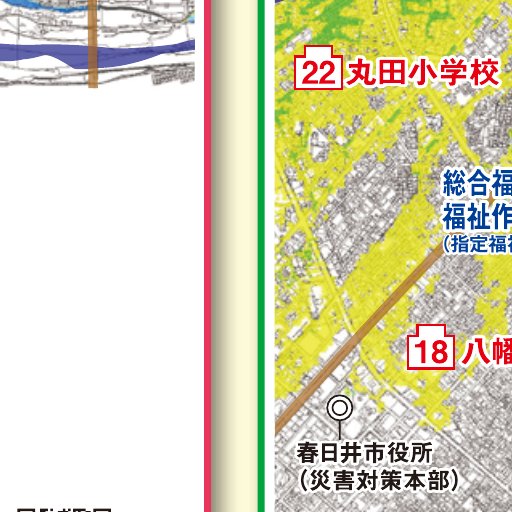 22 丸田小学校
総合福
福祉作
(指定福祉
18 八幡
春日井市役所
(災害対策本部)